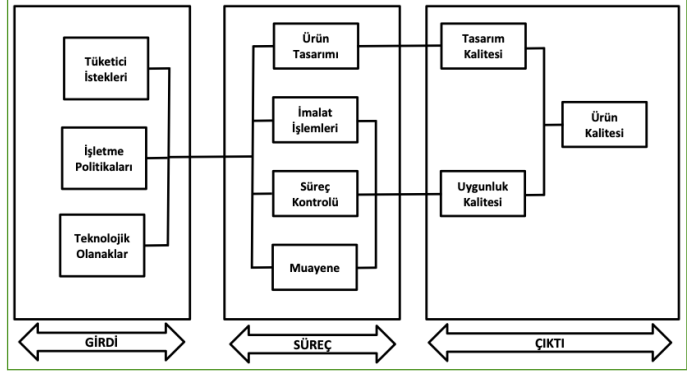 Tüketici
İstekleri
İşletme
Politikaları
Teknolojik
Olanaklar
GİRDİ
Ürün
Tasarımı
İmalat
İşlemleri
Süreç
Kontrolü
Muayene
SÜREÇ
Tasarım
Kalitesi
Uygunluk
Kalitesi
Ürün
Kalitesi
ÇIKTI